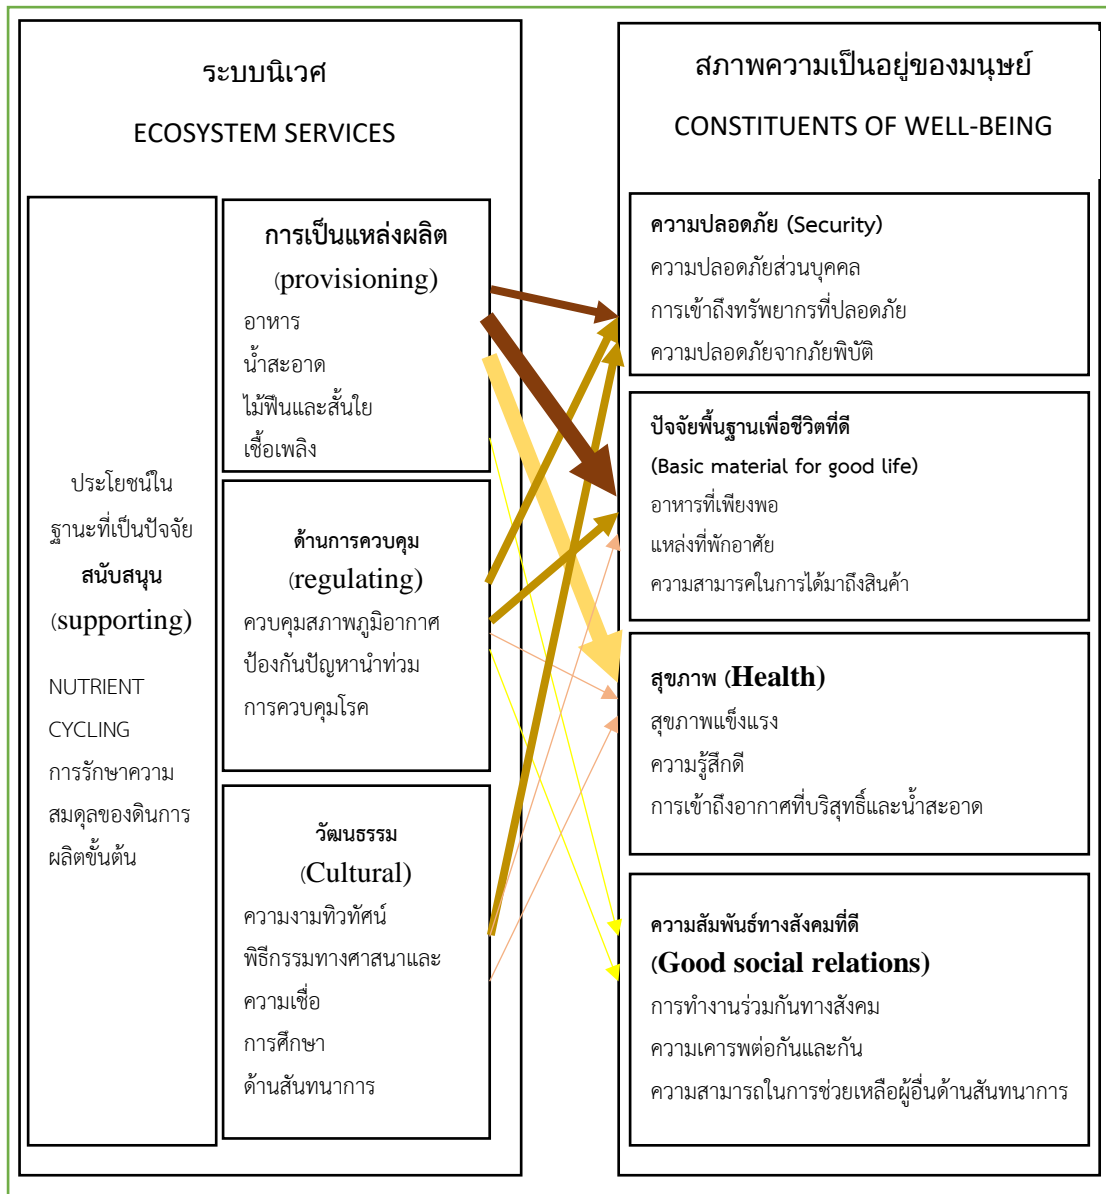 ระบบนิเวศ
ECOSYSTEM SERVICES
ประโยชน์ใน
ฐานะที่เป็นปัจจัย
สนับสนุน
(supporting)
NUTRIENT
CYCLING
การรักษาความ
สมดุลของดินการ
ผลิตขั้นต้น
การเป็นแหล่งผลิต
(provisioning)
อาหาร
น้ำสะอาด
ไม้ฟืนและสั้นใย
เชื้อเพลิง
ด้านการควบคุม
(regulating)
ควบคุมสภาพภูมิอากาศ
ป้องกันปัญหานำท่วม
การควบคุมโรค
วัฒนธรรม
(Cultural)
ความงามทิวทัศน์
พิธีกรรมทางศาสนาและ
ความเชื่อ
การศึกษา
ด้านสันทนาการ
สภาพความเป็นอยู่ของมนุษย์
CONSTITUENTS OF WELL-BEING
ความปลอดภัย (Security)
ความปลอดภัยส่วนบุคคล
การเข้าถึงทรัพยากรที่ปลอดภัย
ความปลอดภัยจากภัยพิบัติ
ปัจจัยพื้นฐานเพื่อชีวิตที่ดี
(Basic material for good life)
อาหารที่เพียงพอ
แหล่งที่พักอาศัย
ความสามารคในการได้มาถึงสินค้า
สุขภาพ (Health)
สุขภาพแข็งแรง
ความรู้สึกดี
การเข้าถึงอากาศที่บริสุทธิ์และน้ำสะอาด
ความสัมพันธ์ทางสังคมที่ดี
(Good social relations)
การทำงานร่วมกันทางสังคม
ความเคารพต่อกันและกัน
ความสามารถในการช่วยเหลือผู้อื่นด้านสันทนาการ